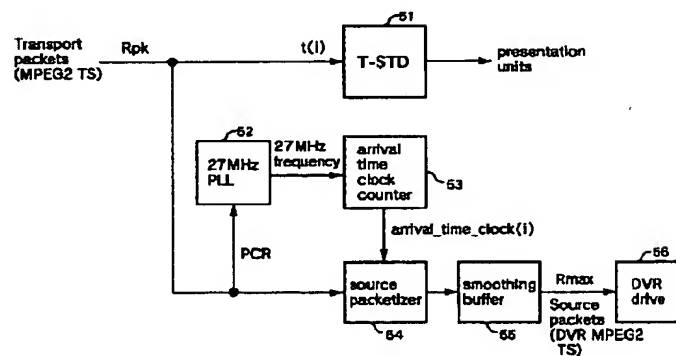 51
Transport
packets
(MPEG2 TS)
Rpk
t(i)
T-STD
presentation
units
52
27MHz
frequency
27MHz
PLL
arrival
time
clock
counter
53
arrival_time_clock(i)
PCR
source
packetizer
54
smoothing
buffer
55
Rmax
Source
packets
(DVR MPEG2
TS)
56
DVR
drive